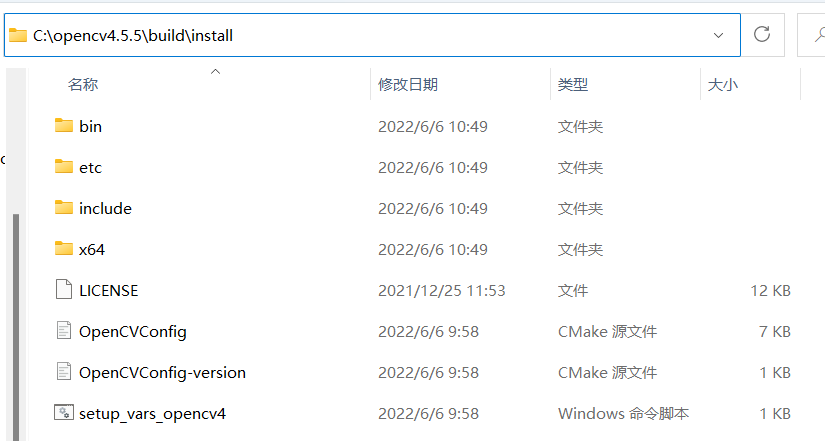 C:\opencv4.5.5\build\install
名称 修改日期 类型 大小
bin 2022/6/6 10:49 文件夹
etc 2022/6/6 10:49 文件夹
include 2022/6/6 10:49 文件夹
x64 2022/6/6 10:49 文件夹
LICENSE 2021/12/25 11:53 文件 12 KB
OpenCVConfig 2022/6/6 9:58 CMake 源文件 7 KB
OpenCVConfig-version 2022/6/6 9:58 CMake 源文件 1 KB
setup_vars_opencv4 2022/6/6 9:58 Windows 命令脚本 1 KB